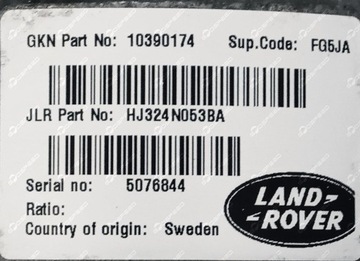 GKN Part No: 10390174 Sup.Code: FG5JA
JLR Part No: HJ324N053BA
Serial no: 5076844
Ratio:
Country of origin: Sweden
LAND-
-ROVER